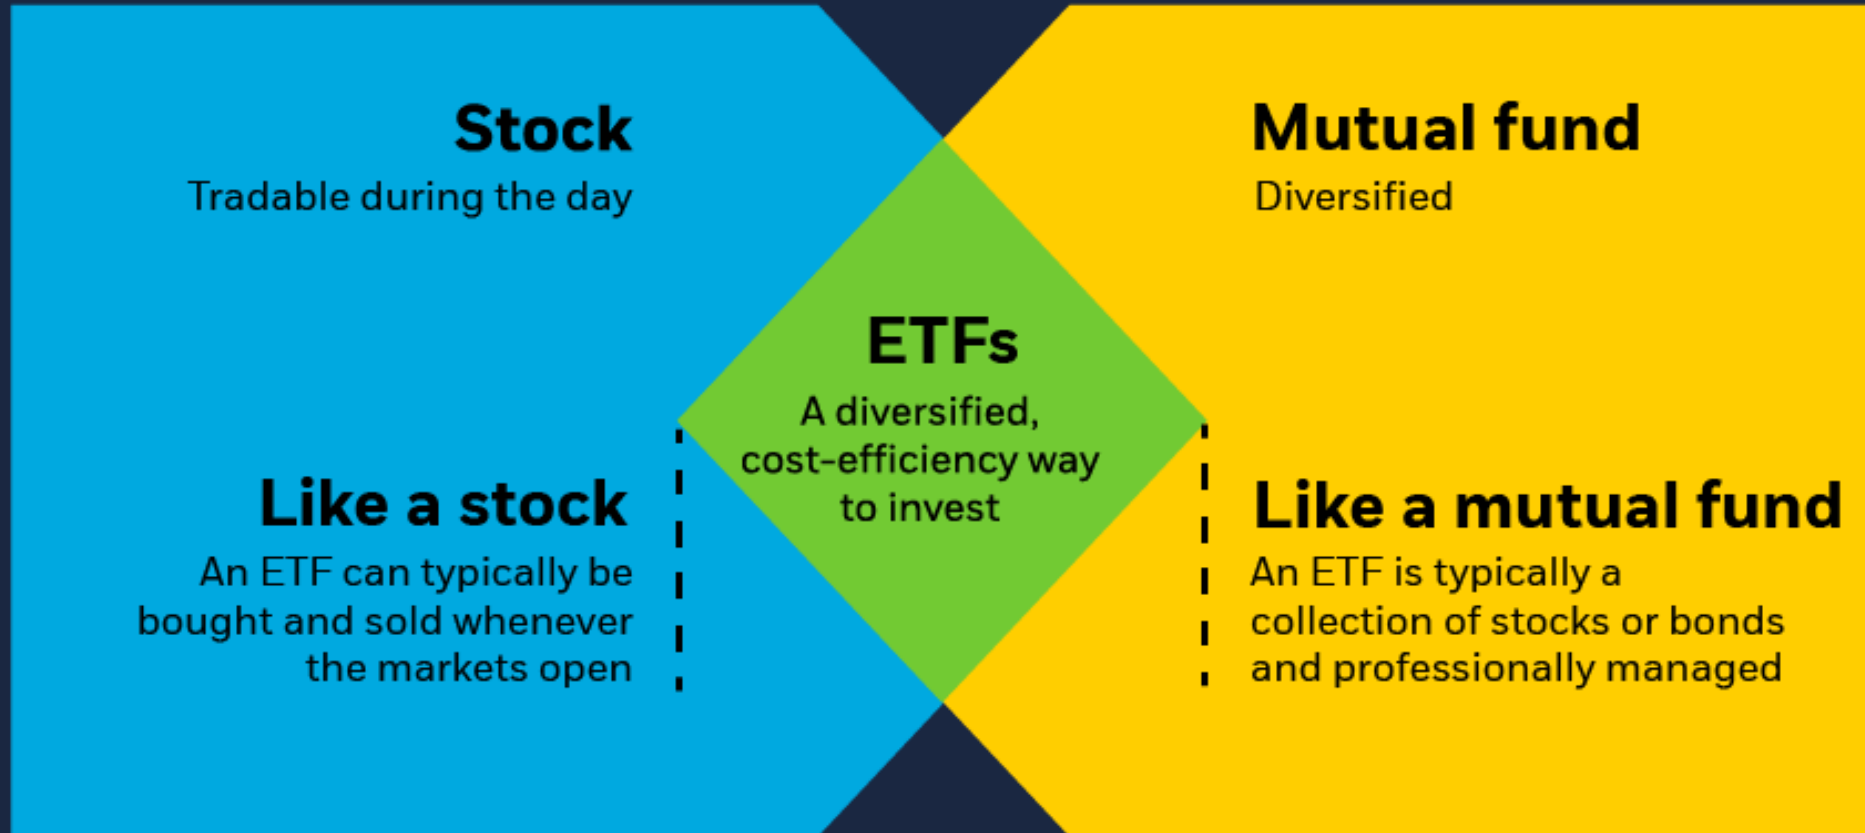 Stock
Tradable during the day
Like a stock
An ETF can typically be
bought and sold whenever
the markets open
ETFs
A diversified,
cost-efficiency way
to invest
Mutual fund
Diversified
Like a mutual fund
An ETF is typically a
collection of stocks or bonds
and professionally managed